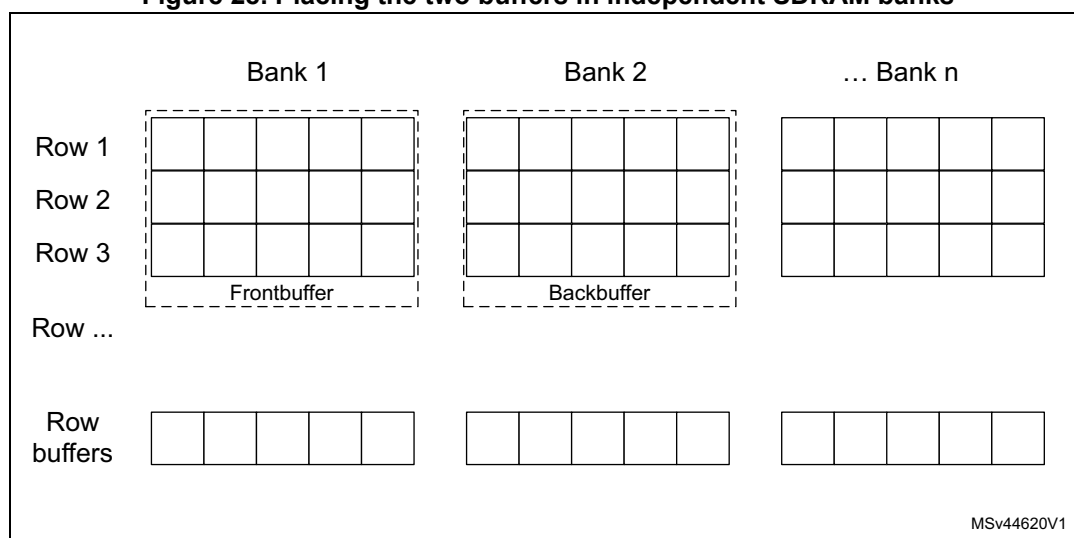 Figure Placing the two buffers in independent SDRAM banks
Bank 1 Bank 2 … Bank n
Row 1
Row 2
Row 3
Frontbuffer Backbuffer
Row ...
Row
buffers
MSv44620V1